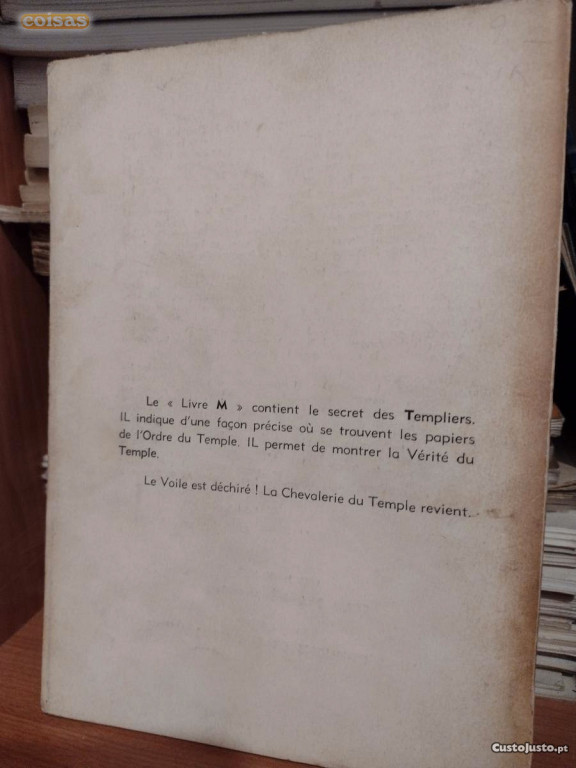 coisas
Le « Livre M » contient le secret des Templiers.
IL indique d'une façon précise où se trouvent les papiers
de l'Ordre du Temple. IL permet de montrer la Vérité du
Temple.
Le Voile est déchiré ! La Chevalerie du Temple revient.
CustoJusto.pt